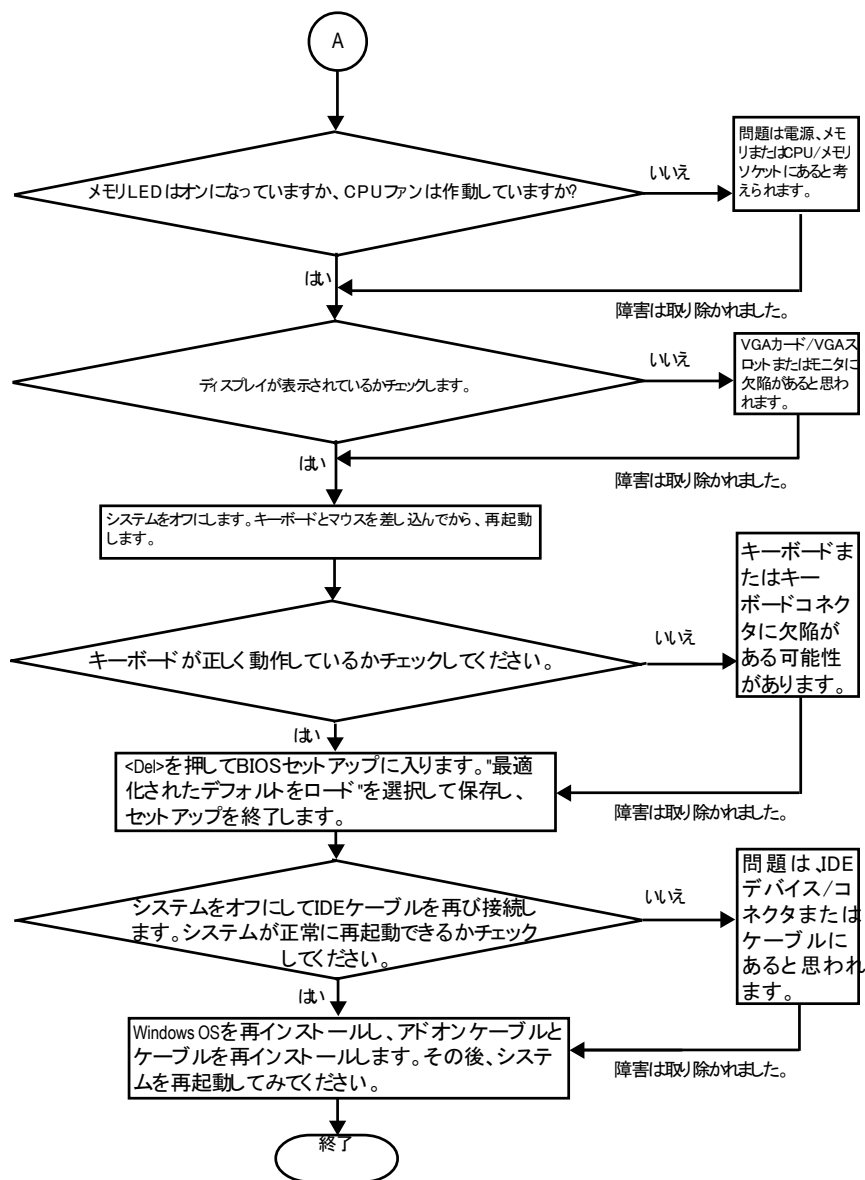 A
メモリLEDはオンになっていますか、CPUファンは作動していますか?
いいえ
問題は電源、メモ
リまたはCPU/メモリ
ソケットにあると考
えられます。
はい
障害は取り除かれました。
ディスプレイが表示されているかチェックします。
いいえ
VGAカード/VGAス
ロットまたはモニタに
欠陥があると思わ
れます。
はい
障害は取り除かれました。
システムをオフにします。キーボードとマウスを差し込んでから、再起動
します。
キーボードが正しく動作しているかチェックしてください。
いいえ
キーボードま
たはキー
ボードコネク
タに欠陥が
ある可能性
があります。
はい
<Del>を押してBIOSセットアップに入ります。"最適
化されたデフォルトをロード"を選択して保存し、
セットアップを終了します。
障害は取り除かれました。
システムをオフにしてIDEケーブルを再び接続し
ます。システムが正常に再起動できるかチェック
してください。
いいえ
問題は、IDE
デバイス/コ
ネクタまたは
ケーブルに
あると思われ
ます。
はい
Windows OSを再インストールし、アドオンケーブルと
ケーブルを再インストールします。その後、システ
ムを再起動してみてください。
障害は取り除かれました。
終了